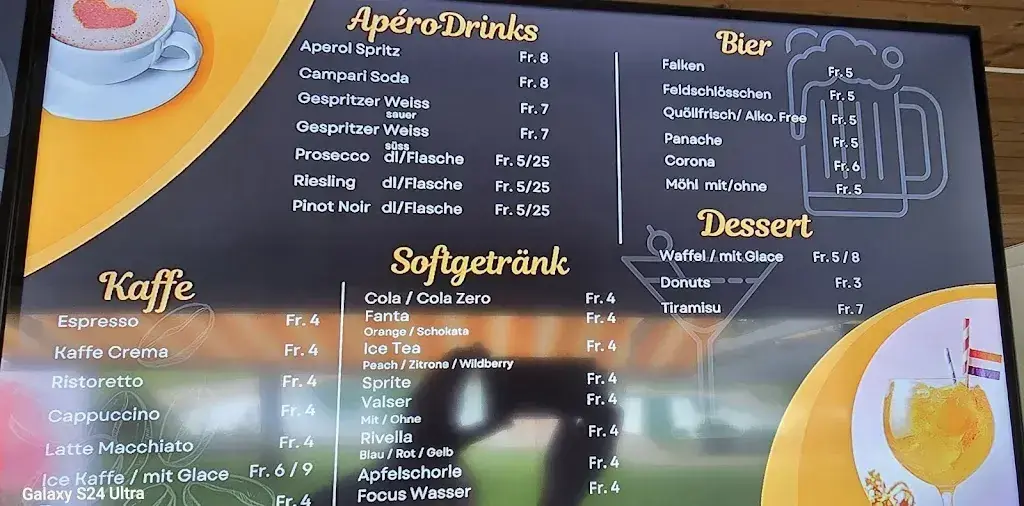 ApéroDrinks
Aperol Spritz Fr. 8
Campari Soda Fr. 8
Gespritzer Weiss Fr. 7
sauer
Gespritzer Weiss Fr. 7
süss
Prosecco dl/Flasche Fr. 5/25
Riesling dl/Flasche Fr. 5/25
Pinot Noir dl/Flasche Fr. 5/25
Bier
Falken Fr. 5
Feldschlösschen Fr. 5
Quöllfrisch/ Alko. Free Fr. 5
Panache Fr. 5
Corona Fr. 6
Möhl mit/ohne Fr. 5
Dessert
Waffel / mit Glace Fr. 5 / 8
Donuts Fr. 3
Tiramisu Fr. 7
Kaffe
Espresso Fr. 4
Kaffe Crema Fr. 4
Ristoretto Fr. 4
Cappuccino Fr. 4
Latte Macchiato Fr. 4
Ice Kaffe / mit Glace Fr. 6 / 9
Fr. 4
Softgetränk
Cola / Cola Zero Fr. 4
Fanta Fr. 4
Orange / Schokata
Ice Tea Fr. 4
Peach / Zitrone / Wildberry
Sprite Fr. 4
Valser Fr. 4
Mit / Ohne
Rivella Fr. 4
Blau / Rot / Gelb
Apfelschorle Fr. 4
Focus Wasser Fr. 4
Galaxy S24 Ultra